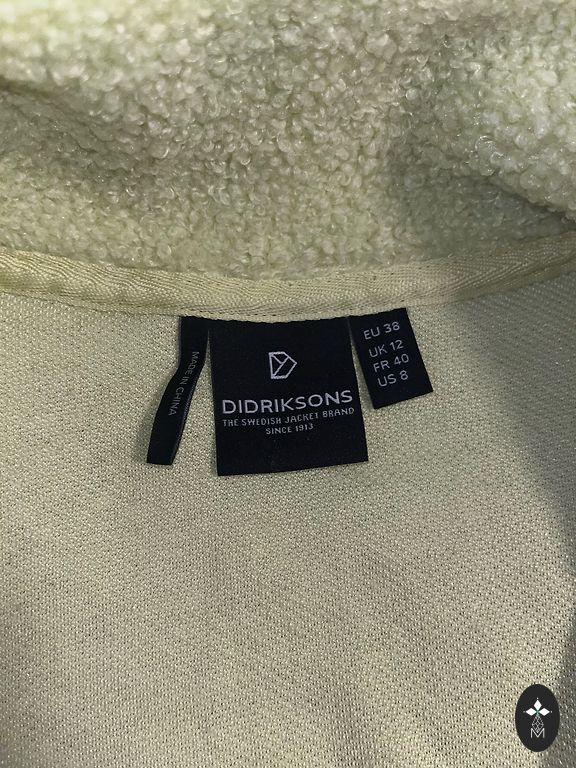 MADE IN CHINA
DIDRIKSONS
THE SWEDISH JACKET BRAND
SINCE 1913
EU 38
UK 12
FR 40
US 8
M